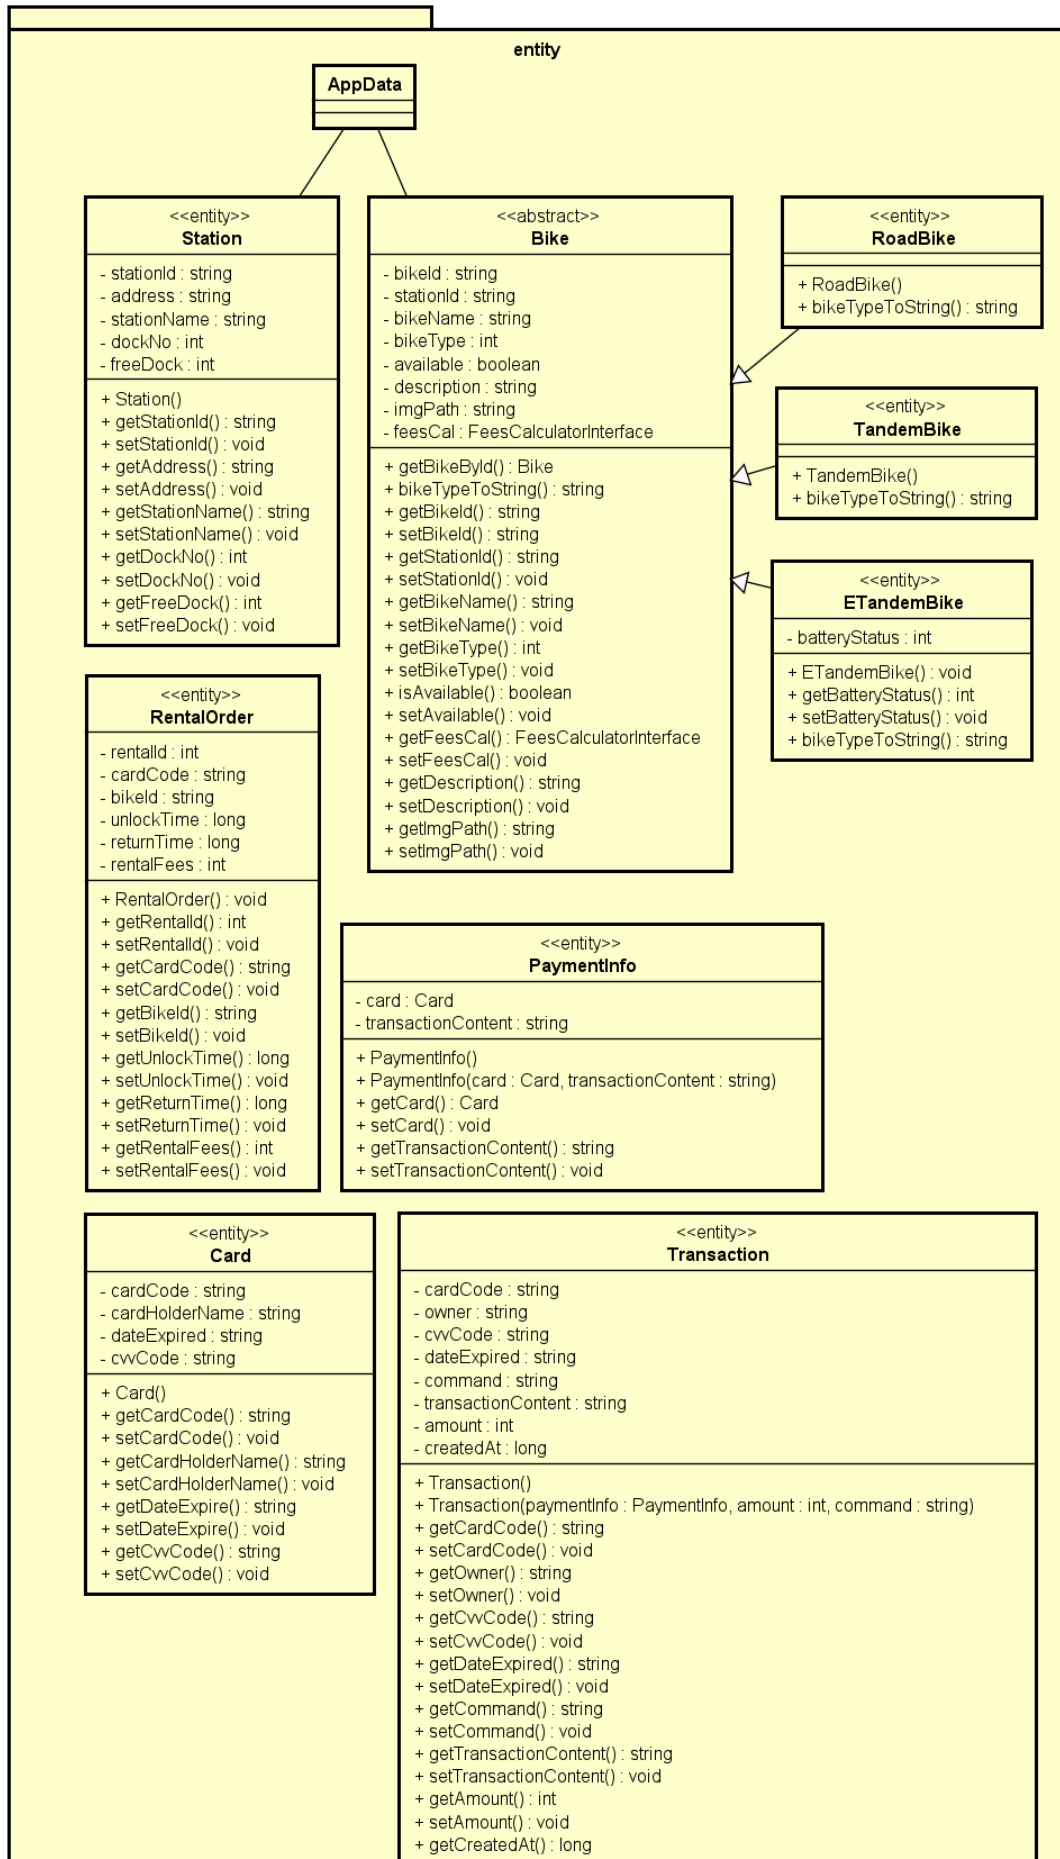 entity
AppData
<<entity>>
Station
- stationId : string
- address : string
- stationName : string
- dockNo : int
- freeDock : int
+ Station()
+ getStationId() : string
+ setStationId() : void
+ getAddress() : string
+ setAddress() : void
+ getStationName() : string
+ setStationName() : void
+ getDockNo() : int
+ setDockNo() : void
+ getFreeDock() : int
+ setFreeDock() : void
<<abstract>>
Bike
- bikeId : string
- stationId : string
- bikeName : string
- bikeType : int
- available : boolean
- description : string
- imgPath : string
- feesCal : FeesCalculatorInterface
+ getBikeById() : Bike
+ bikeTypeToString() : string
+ getBikeId() : string
+ setBikeId() : string
+ getStationId() : string
+ setStationId() : void
+ getBikeName() : string
+ setBikeName() : void
+ getBikeType() : int
+ setBikeType() : void
+ isAvailable() : boolean
+ setAvailable() : void
+ getFeesCal() : FeesCalculatorInterface
+ setFeesCal() : void
+ getDescription() : string
+ setDescription() : void
+ getImgPath() : string
+ setImgPath() : void
<<entity>>
RoadBike
+ RoadBike()
+ bikeTypeToString() : string
<<entity>>
TandemBike
+ TandemBike()
+ bikeTypeToString() : string
<<entity>>
ETandemBike
- batteryStatus : int
+ ETandemBike() : void
+ getBatteryStatus() : int
+ setBatteryStatus() : void
+ bikeTypeToString() : string
<<entity>>
RentalOrder
- rentalId : int
- cardCode : string
- bikeId : string
- unlockTime : long
- returnTime : long
- rentalFees : int
+ RentalOrder() : void
+ getRentalId() : int
+ setRentalId() : void
+ getCardCode() : string
+ setCardCode() : void
+ getBikeId() : string
+ setBikeId() : void
+ getUnlockTime() : long
+ setUnlockTime() : void
+ getReturnTime() : long
+ setReturnTime() : void
+ getRentalFees() : int
+ setRentalFees() : void
<<entity>>
PaymentInfo
- card : Card
- transactionContent : string
+ PaymentInfo()
+ PaymentInfo(card : Card, transactionContent : string)
+ getCard() : Card
+ setCard() : void
+ getTransactionContent() : string
+ setTransactionContent() : void
<<entity>>
Card
- cardCode : string
- cardHolderName : string
- dateExpired : string
- cvvCode : string
+ Card()
+ getCardCode() : string
+ setCardCode() : void
+ getCardHolderName() : string
+ setCardHolderName() : void
+ getDateExpire() : string
+ setDateExpire() : void
+ getCvvCode() : string
+ setCvvCode() : void
<<entity>>
Transaction
- cardCode : string
- owner : string
- cvvCode : string
- dateExpired : string
- command : string
- transactionContent : string
- amount : int
- createdAt : long
+ Transaction()
+ Transaction(paymentInfo : PaymentInfo, amount : int, command : string)
+ getCardCode() : string
+ setCardCode() : void
+ getOwner() : string
+ setOwner() : void
+ getCvvCode() : string
+ setCvvCode() : void
+ getDateExpired() : string
+ setDateExpired() : void
+ getCommand() : string
+ setCommand() : void
+ getTransactionContent() : string
+ setTransactionContent() : void
+ getAmount() : int
+ setAmount() : void
+ getCreatedAt() : long